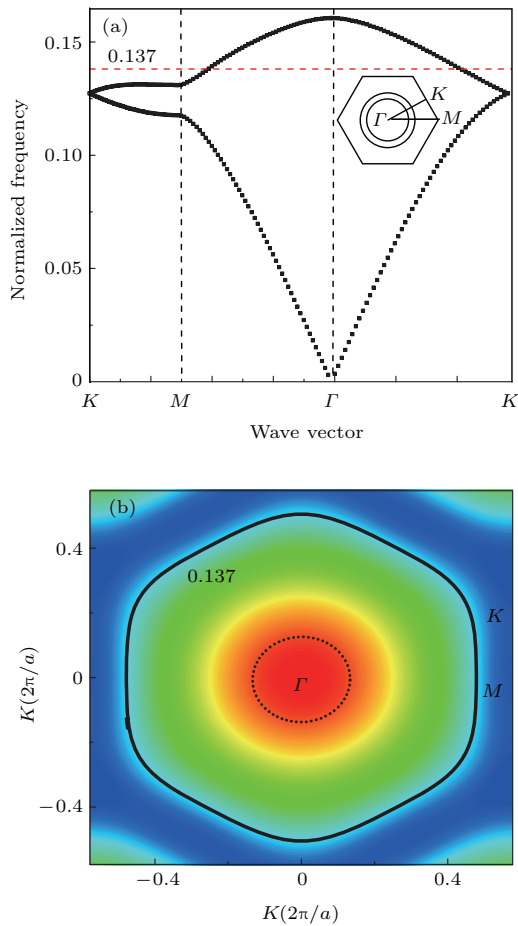 (a)
0.15
0.137
K
Γ
M
0.10
Normalized frequency
0.05
0
K M Γ K
Wave vector
(b)
0.4
0.137
K
K(2π/a)
0
Γ
M
−0.4
−0.4 0 0.4
K(2π/a)